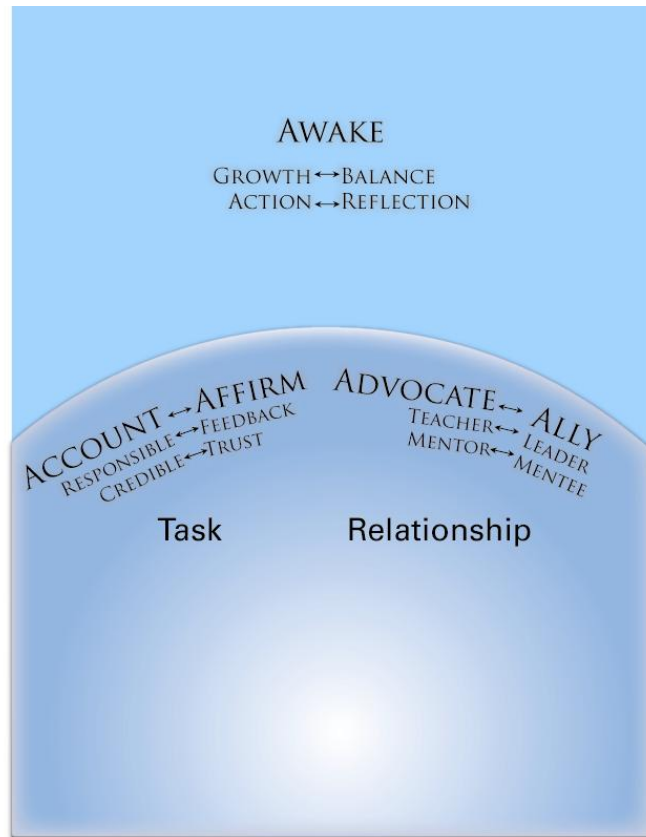 AWAKE
GROWTH↔BALANCE
ACTION↔REFLECTION
ACCOUNT↔AFFIRM
RESPONSIBLE↔FEEDBACK
CREDIBLE↔TRUST
Task
ADVOCATE↔ALLY
TEACHER↔LEADER
MENTOR↔MENTEE
Relationship